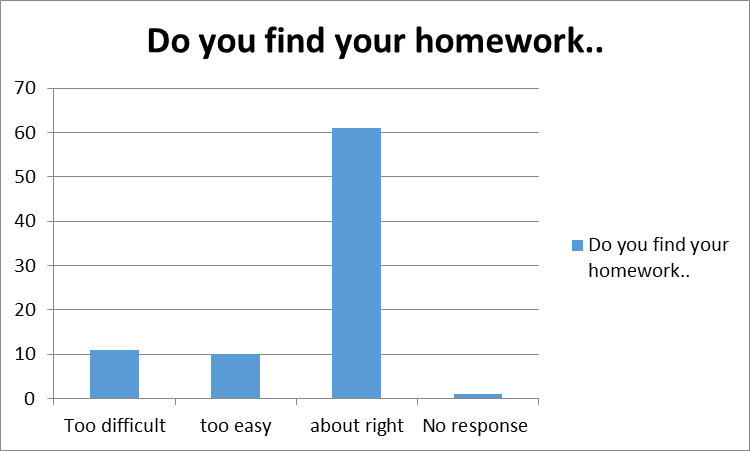 Do you find your homework..
70
60
50
40
30
20
10
0
Too difficult
too easy
about right
No response
Do you find your
homework..